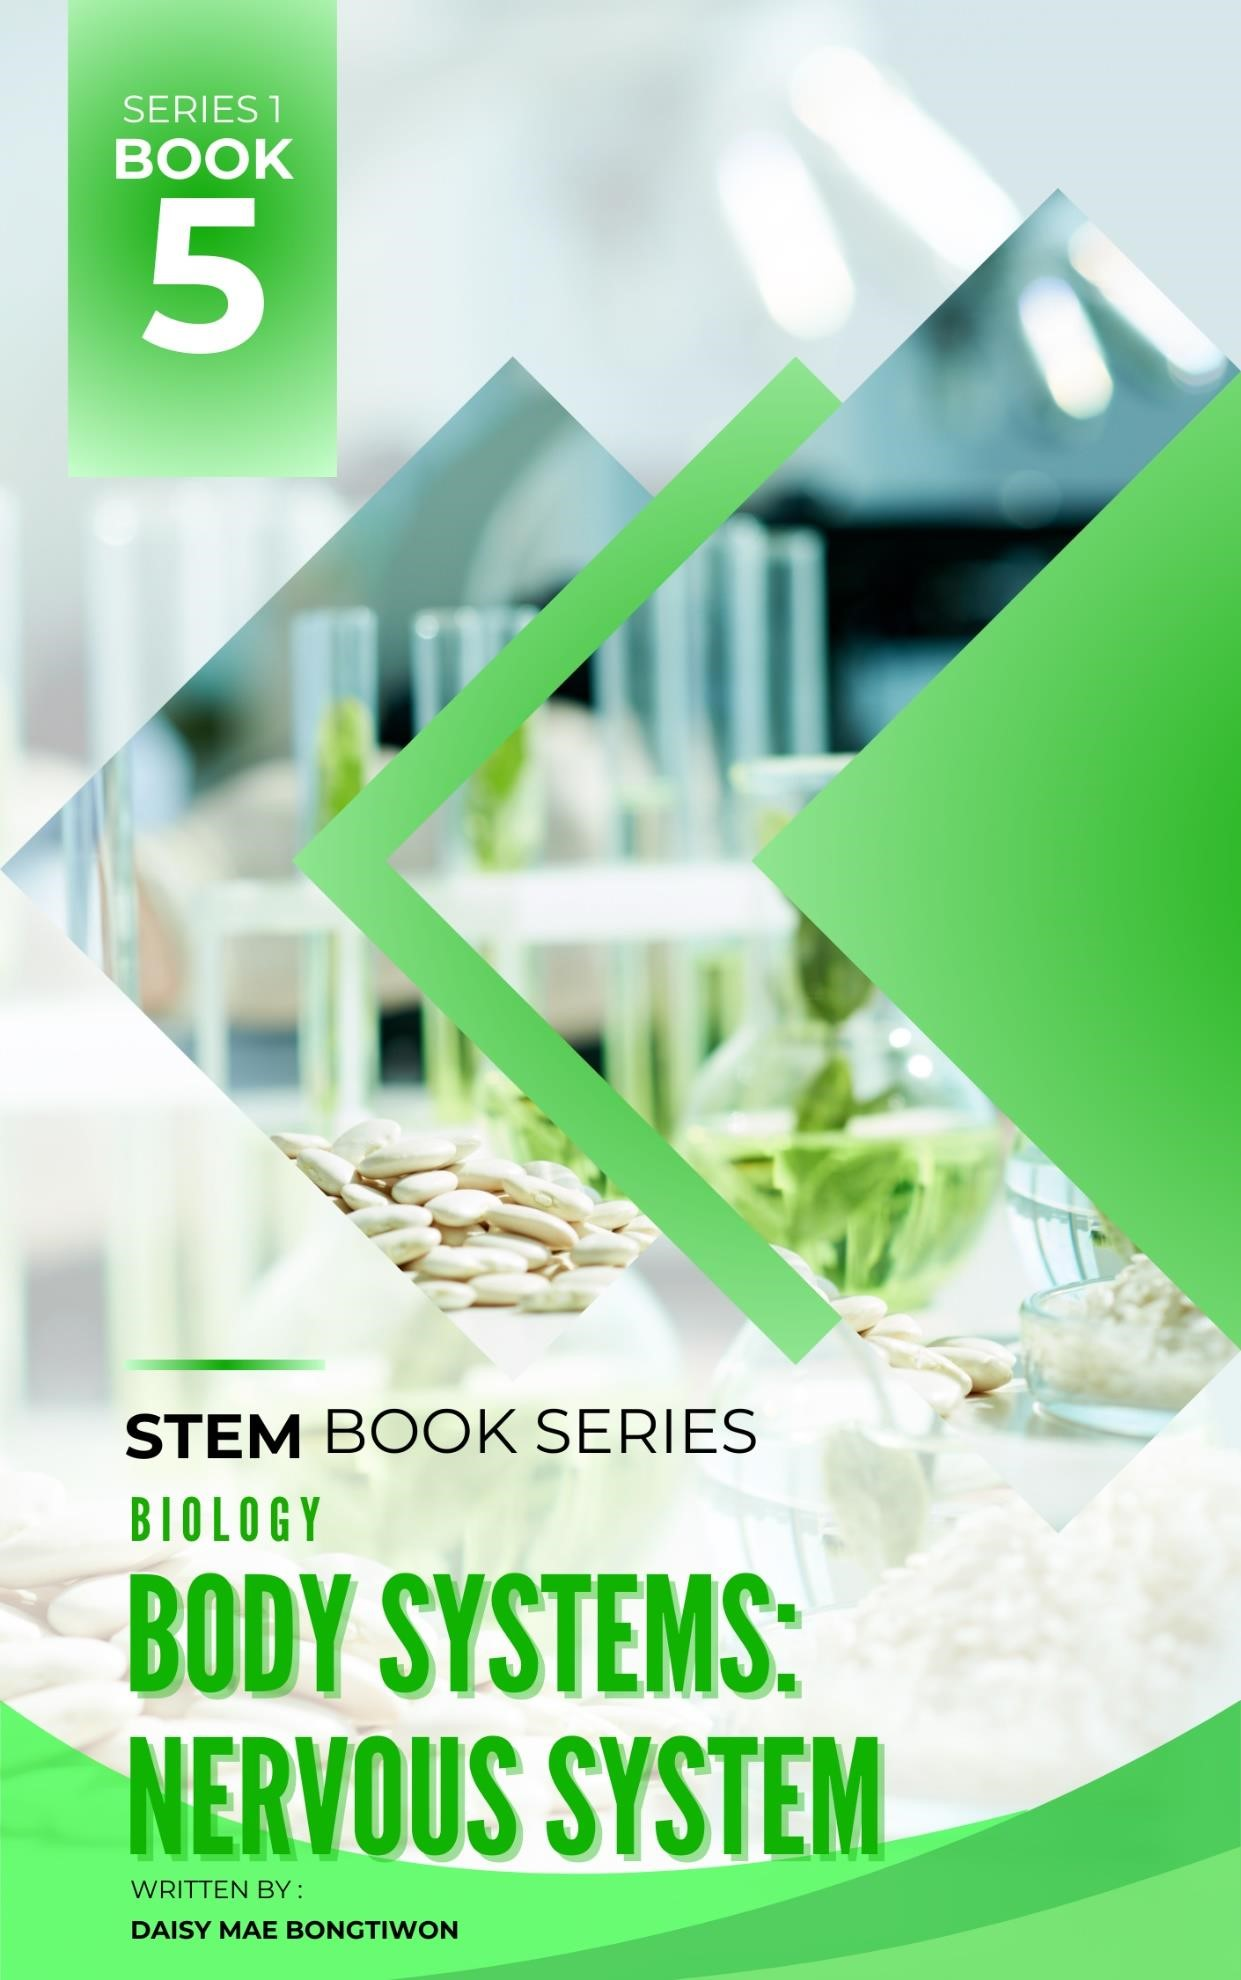 SERIES 1
BOOK
5
STEM BOOK SERIES
BIOLOGY
BODY SYSTEMS:
NERVOUS SYSTEM
WRITTEN BY :
DAISY MAE BONGTIWON